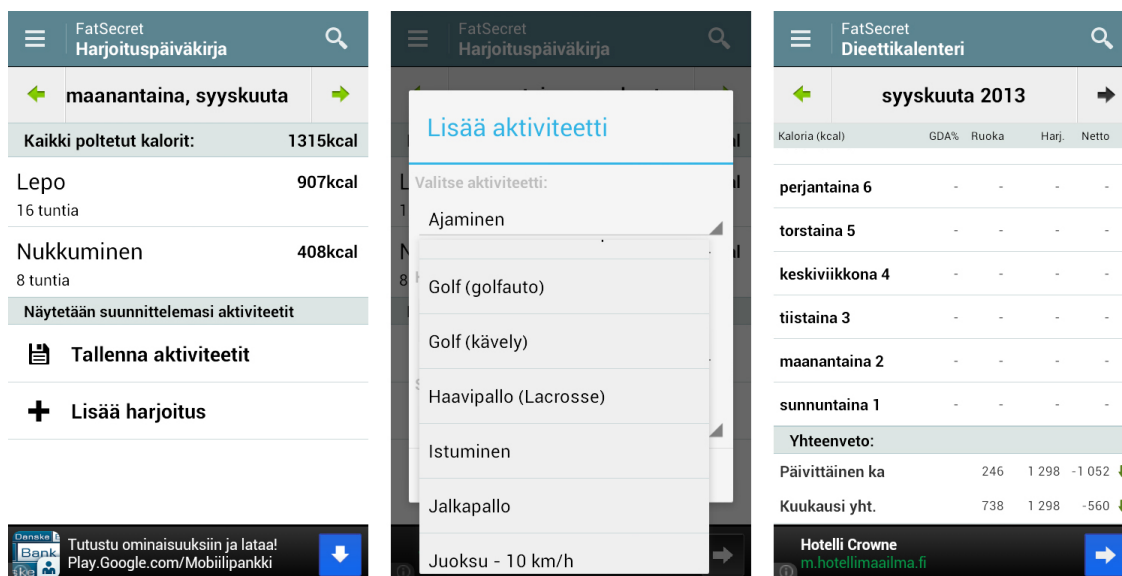 FatSecret
Harjoituspäiväkirja
maanantaina, syyskuuta
Kaikki poltetut kalorit: 1315kcal
Lepo 907kcal
16 tuntia
Nukkuminen 408kcal
8 tuntia
Näytetään suunnittelemasi aktiviteetit
Tallenna aktiviteetit
Lisää harjoitus
Danske
Bank
Tutustu ominaisuuksiin ja lataa!
Play.Google.com/Mobiilipankki
FatSecret
Harjoituspäiväkirja
Lisää aktiviteetti
Valitse aktiviteetti:
Ajaminen
Golf (golfauto)
Golf (kävely)
Haavipallo (Lacrosse)
Istuminen
Jalkapallo
Juoksu - 10 km/h
FatSecret
Dieettikalenteri
syyskuuta 2013
Kaloria (kcal) GDA% Ruoka Harj. Netto
perjantaina 6 - - - -
torstaina 5 - - - -
keskiviikkona 4 - - - -
tiistaina 3 - - - -
maanantaina 2 - - - -
sunnuntaina 1 - - - -
Yhteenveto:
Päivittäinen ka 246 1 298 -1 052
Kuukausi yht. 738 1 298 -560
Hotelli Crowne
m.hotellimaailma.fi